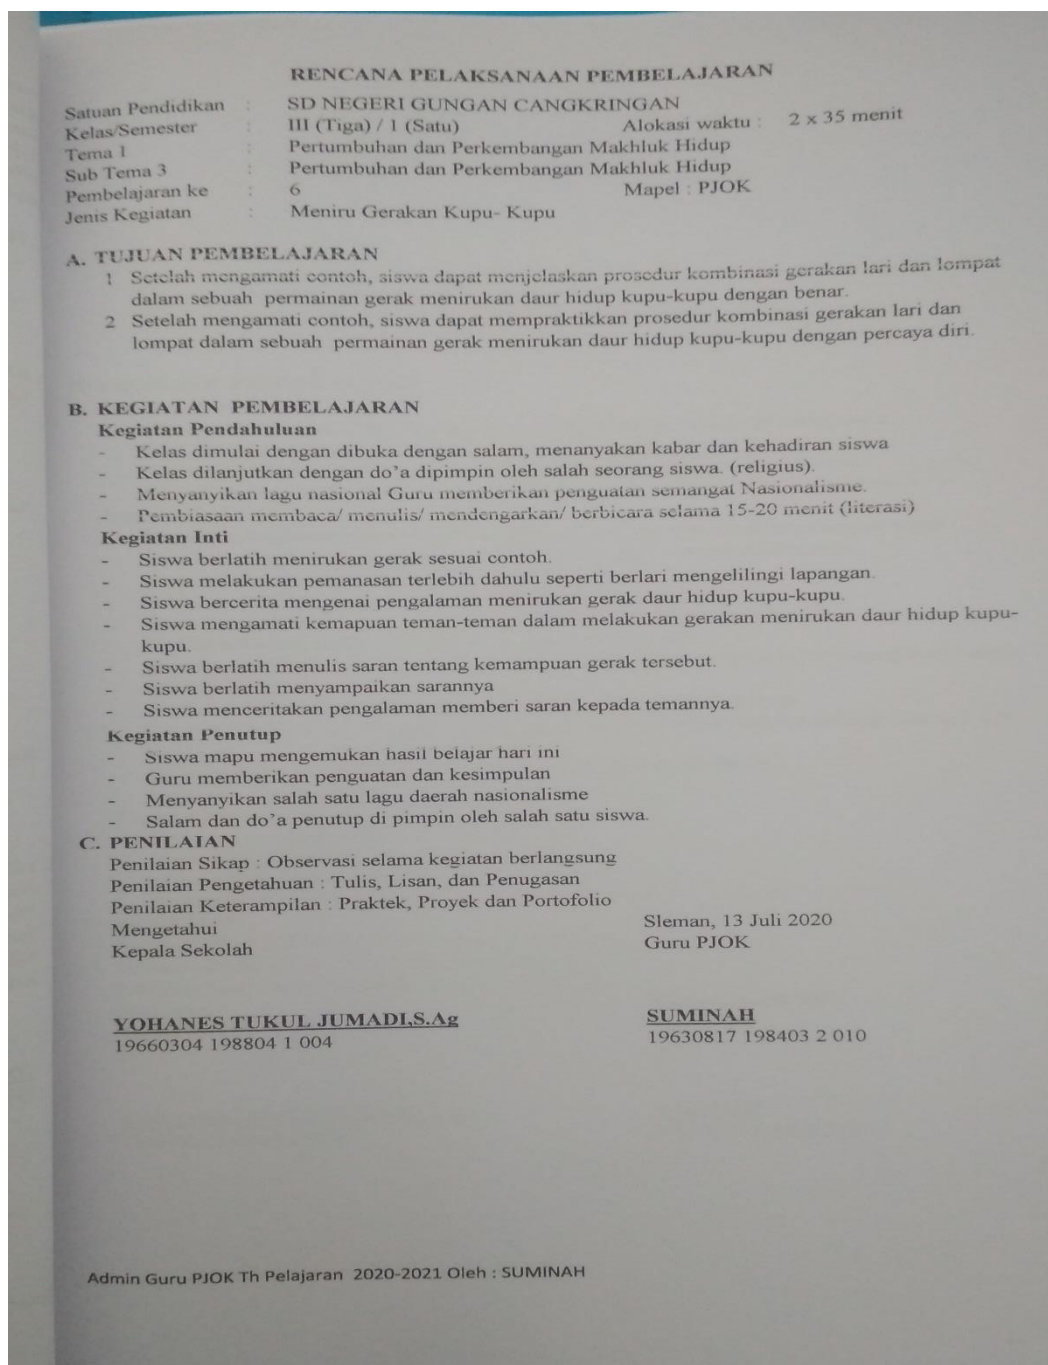 RENCANA PELAKSANAAN PEMBELAJARAN
Satuan Pendidikan : SD NEGERI GUNGAN CANGKRINGAN
Kelas/Semester : III (Tiga) / 1 (Satu) Alokasi waktu : 2 x 35 menit
Tema 1 : Pertumbuhan dan Perkembangan Makhluk Hidup
Sub Tema 3 : Pertumbuhan dan Perkembangan Makhluk Hidup
Pembelajaran ke : 6 Mapel : PJOK
Jenis Kegiatan : Meniru Gerakan Kupu- Kupu
A. TUJUAN PEMBELAJARAN
1 Setelah mengamati contoh, siswa dapat menjelaskan prosedur kombinasi gerakan lari dan lompat
dalam sebuah permainan gerak menirukan daur hidup kupu-kupu dengan benar.
2 Setelah mengamati contoh, siswa dapat mempraktikkan prosedur kombinasi gerakan lari dan
lompat dalam sebuah permainan gerak menirukan daur hidup kupu-kupu dengan percaya diri.
B. KEGIATAN PEMBELAJARAN
Kegiatan Pendahuluan
- Kelas dimulai dengan dibuka dengan salam, menanyakan kabar dan kehadiran siswa
- Kelas dilanjutkan dengan do'a dipimpin oleh salah seorang siswa. (religius).
- Menyanyikan lagu nasional Guru memberikan penguatan semangat Nasionalisme.
- Pembiasaan membaca/ menulis/ mendengarkan/ berbicara selama 15-20 menit (literasi)
Kegiatan Inti
- Siswa berlatih menirukan gerak sesuai contoh.
- Siswa melakukan pemanasan terlebih dahulu seperti berlari mengelilingi lapangan.
- Siswa bercerita mengenai pengalaman menirukan gerak daur hidup kupu-kupu.
- Siswa mengamati kemapuan teman-teman dalam melakukan gerakan menirukan daur hidup kupu-
kupu.
- Siswa berlatih menulis saran tentang kemampuan gerak tersebut.
- Siswa berlatih menyampaikan sarannya
- Siswa menceritakan pengalaman memberi saran kepada temannya.
Kegiatan Penutup
- Siswa mapu mengemukan hasil belajar hari ini
- Guru memberikan penguatan dan kesimpulan
- Menyanyikan salah satu lagu daerah nasionalisme
- Salam dan do'a penutup di pimpin oleh salah satu siswa.
C. PENILAIAN
Penilaian Sikap : Observasi selama kegiatan berlangsung
Penilaian Pengetahuan : Tulis, Lisan, dan Penugasan
Penilaian Keterampilan : Praktek, Proyek dan Portofolio
Mengetahui Sleman, 13 Juli 2020
Kepala Sekolah Guru PJOK
YOHANES TUKUL JUMADI,S.Ag SUMINAH
19660304 198804 1 004 19630817 198403 2 010
Admin Guru PJOK Th Pelajaran 2020-2021 Oleh : SUMINAH